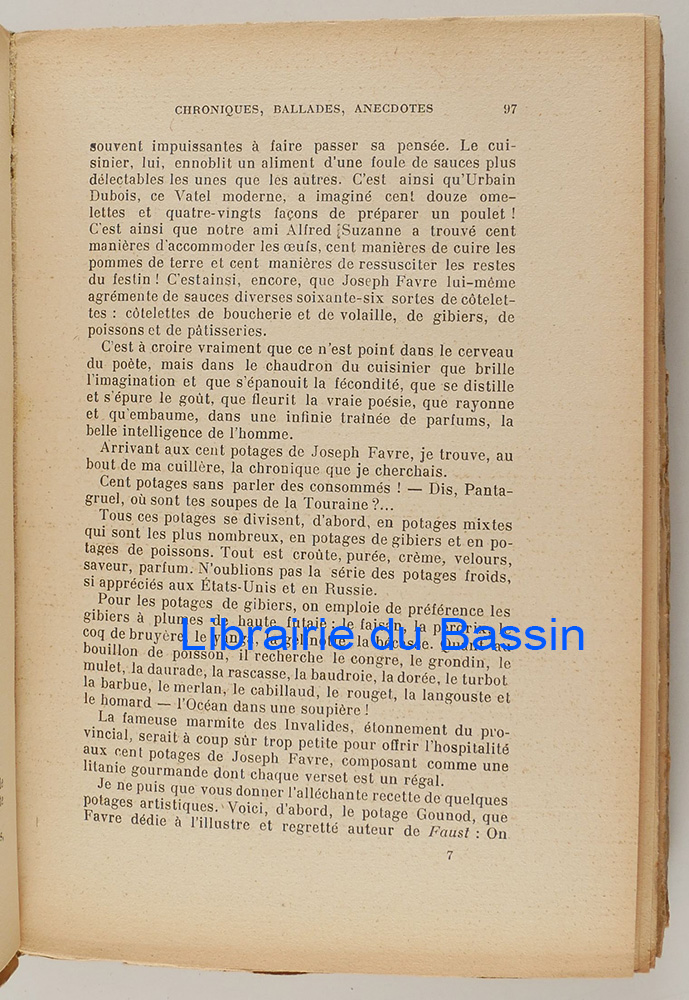 CHRONIQUES, BALLADES, ANECDOTES 97
souvent impuissantes à faire passer sa pensée. Le cui-
sinier, lui, ennoblit un aliment d'une foule de sauces plus
délectables les unes que les autres. C'est ainsi qu'Urbain
Dubois, ce Vatel moderne, a imaginé cent douze ome-
lettes et quatre-vingts façons de préparer un poulet !
C'est ainsi que notre ami Alfred Suzanne a trouvé cent
manières d'accommoder les œufs, cent manières de cuire les
pommes de terre et cent manières de ressusciter les restes
du festin ! C'estainsi, encore, que Joseph Favre lui-même
agrémente de sauces diverses soixante-six sortes de côtelet-
tes : côtelettes de boucherie et de volaille, de gibiers, de
poissons et de pâtisseries.
C'est à croire vraiment que ce n'est point dans le cerveau
du poète, mais dans le chaudron du cuisinier que brille
l'imagination et que s'épanouit la fécondité, que se distille
et s'épure le goût, que fleurit la vraie poésie, que rayonne
et qu'embaume, dans une infinie traînée de parfums, la
belle intelligence de l'homme.
Arrivant aux cent potages de Joseph Favre, je trouve, au
bout de ma cuillère, la chronique que je cherchais.
Cent potages sans parler des consommés ! — Dis, Panta-
gruel, où sont tes soupes de la Touraine ?...
Tous ces potages se divisent, d'abord, en potages mixtes
qui sont les plus nombreux, en potages de gibiers et en po-
tages de poissons. Tout est croûte, purée, crème, velours,
saveur, parfum. N'oublions pas la série des potages froids,
si appréciés aux États-Unis et en Russie.
Pour les potages de gibiers, on emploie de préférence les
gibiers à plumes de haute futaie : le faisan, la perdrix, le
coq de bruyère, le la gelinotte, la bécasse. Quant au
Librairie du Bassin
bouillon de poisson, il recherche le congre, le grondin, le
mulet, la daurade, la rascasse, la baudroie, la dorée, le turbot
la barbue, le merlan, le cabillaud, le rouget, la langouste et
le homard — l'Océan dans une soupière !
La fameuse marmite des Invalides, étonnement du pro-
vincial, serait à coup sûr trop petite pour offrir l'hospitalité
aux cent potages de Joseph Favre, composant comme une
litanie gourmande dont chaque verset est un régal.
Je ne puis que vous donner l'alléchante recette de quelques
potages artistiques. Voici, d'abord, le potage Gounod, que
Favre dédie à l'illustre et regretté auteur de Faust : On
7